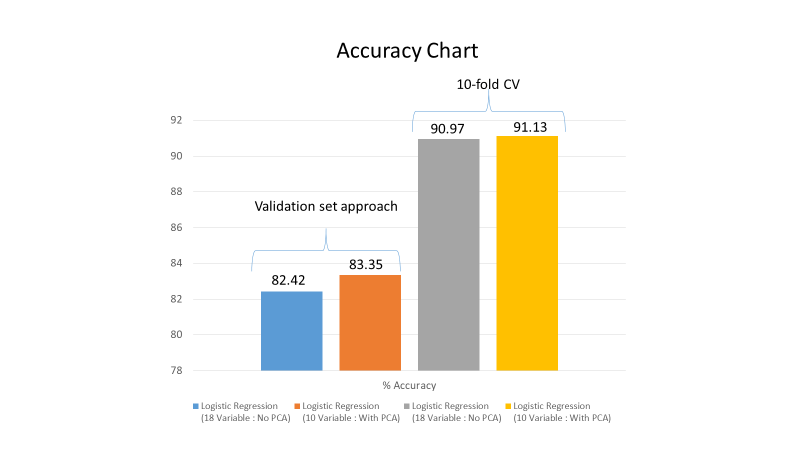 Accuracy Chart
10-fold CV
92
90.97
91.13
90
88
Validation set approach
86
84
83.35
82.42
82
80
78
% Accuracy
Logistic Regression
(18 Variable : No PCA)
Logistic Regression
(10 Variable : With PCA)
Logistic Regression
(18 Variable : No PCA)
Logistic Regression
(10 Variable : With PCA)